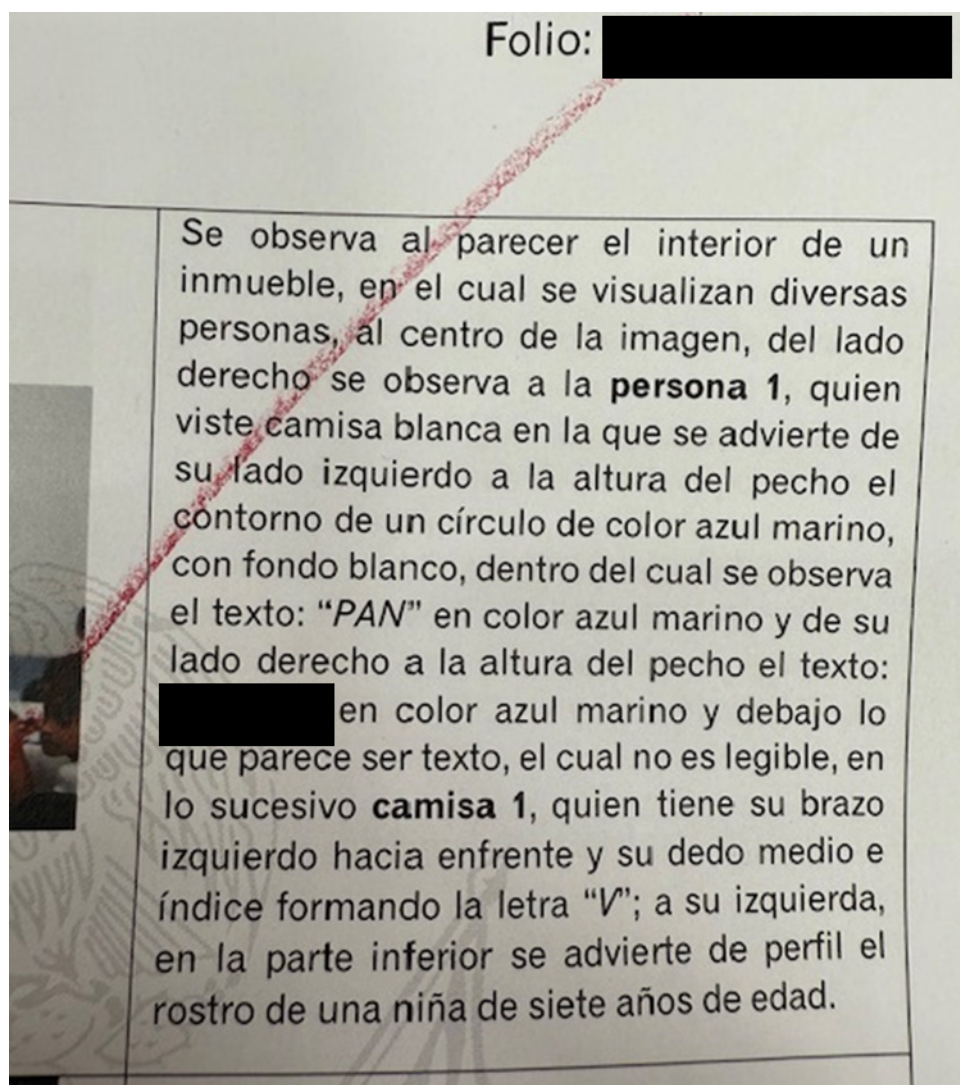 Folio:
Se observa al parecer el interior de un
inmueble, en el cual se visualizan diversas
personas, al centro de la imagen, del lado
derecho se observa a la persona 1, quien
viste camisa blanca en la que se advierte de
su lado izquierdo a la altura del pecho el
contorno de un círculo de color azul marino,
con fondo blanco, dentro del cual se observa
el texto: “PAN” en color azul marino y de su
lado derecho a la altura del pecho el texto:
en color azul marino y debajo lo
que parece ser texto, el cual no es legible, en
lo sucesivo camisa 1, quien tiene su brazo
izquierdo hacia enfrente y su dedo medio e
índice formando la letra “V”; a su izquierda,
en la parte inferior se advierte de perfil el
rostro de una niña de siete años de edad.